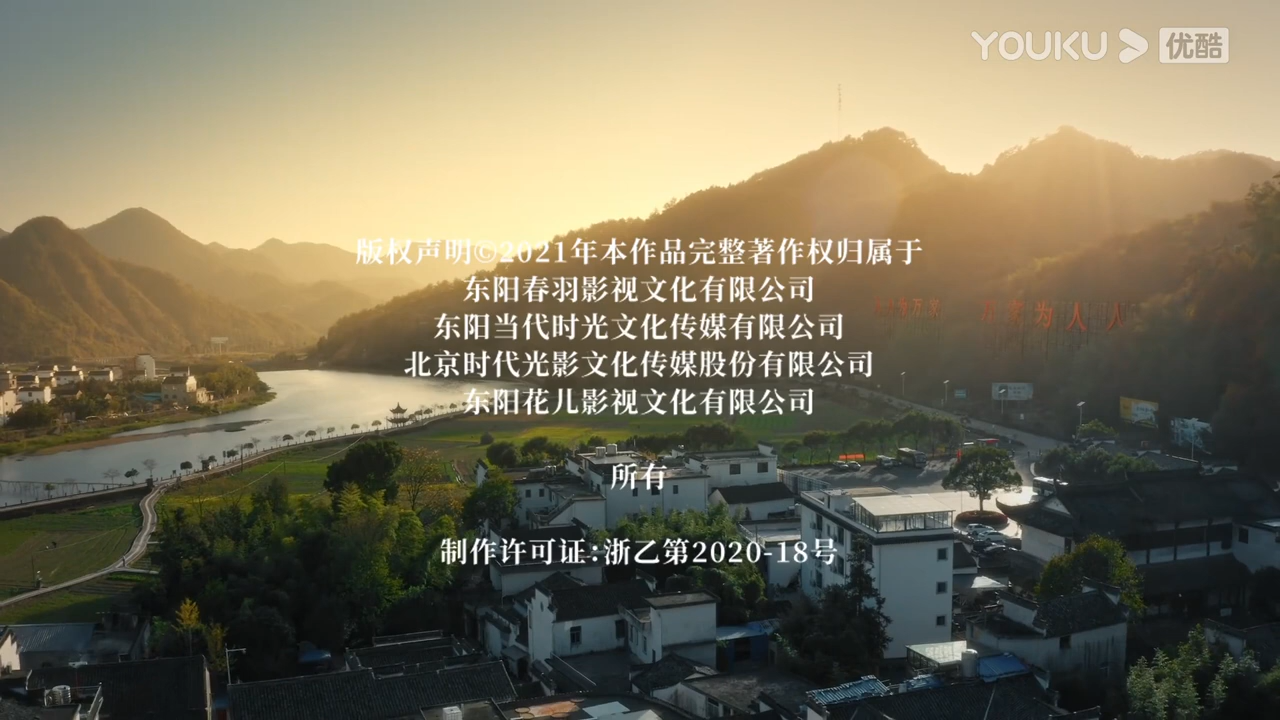 YOUKU 优酷
版权声明©2021年本作品完整著作权归属于
东阳春羽影视文化有限公司
东阳当代时光文化传媒有限公司
北京时代光影文化传媒股份有限公司
东阳花儿影视文化有限公司
所有
制作许可证:浙乙第2020-18号